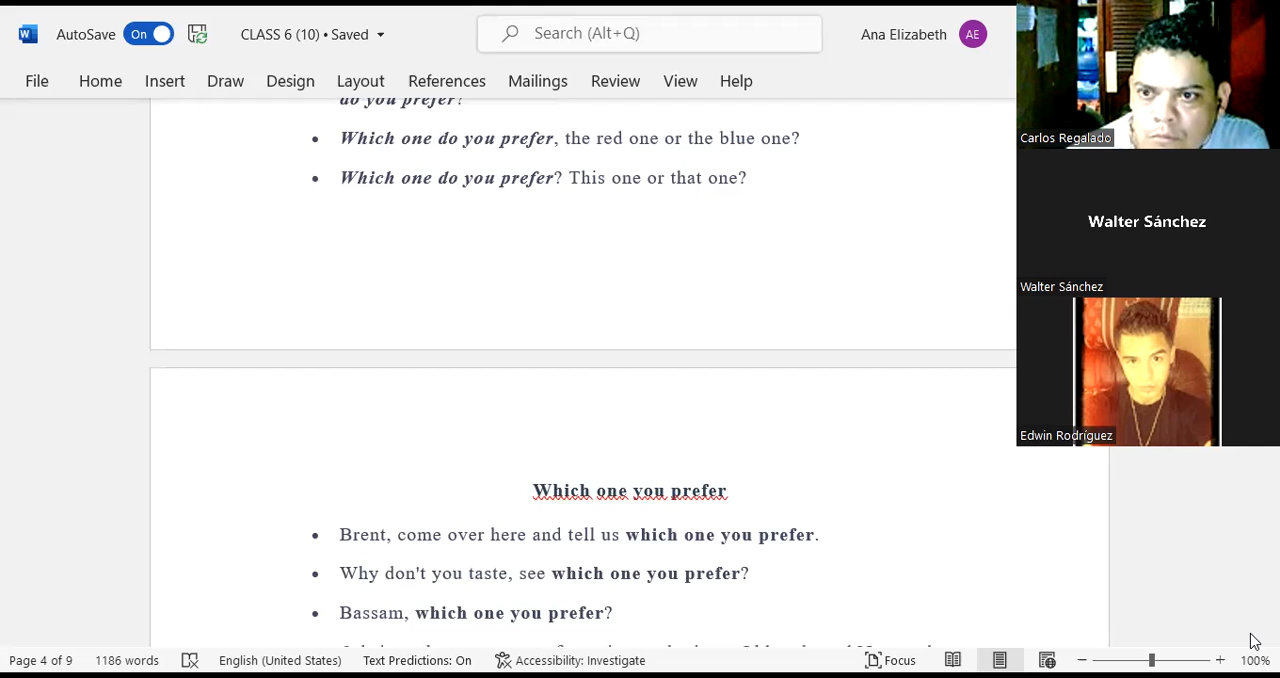 AutoSave On CLASS 6 (10) • Saved Search (Alt+Q) Ana Elizabeth AE
File Home Insert Draw Design Layout References Mailings Review View Help
do you prefer?
• Which one do you prefer, the red one or the blue one?
• Which one do you prefer? This one or that one?
Carlos Regalado
Walter Sánchez
Walter Sánchez
Edwin Rodríguez
Which one you prefer
• Brent, come over here and tell us which one you prefer.
• Why don't you taste, see which one you prefer?
• Bassam, which one you prefer?
Page 4 of 9 1186 words English (United States) Text Predictions: On Accessibility: Investigate Focus 100%